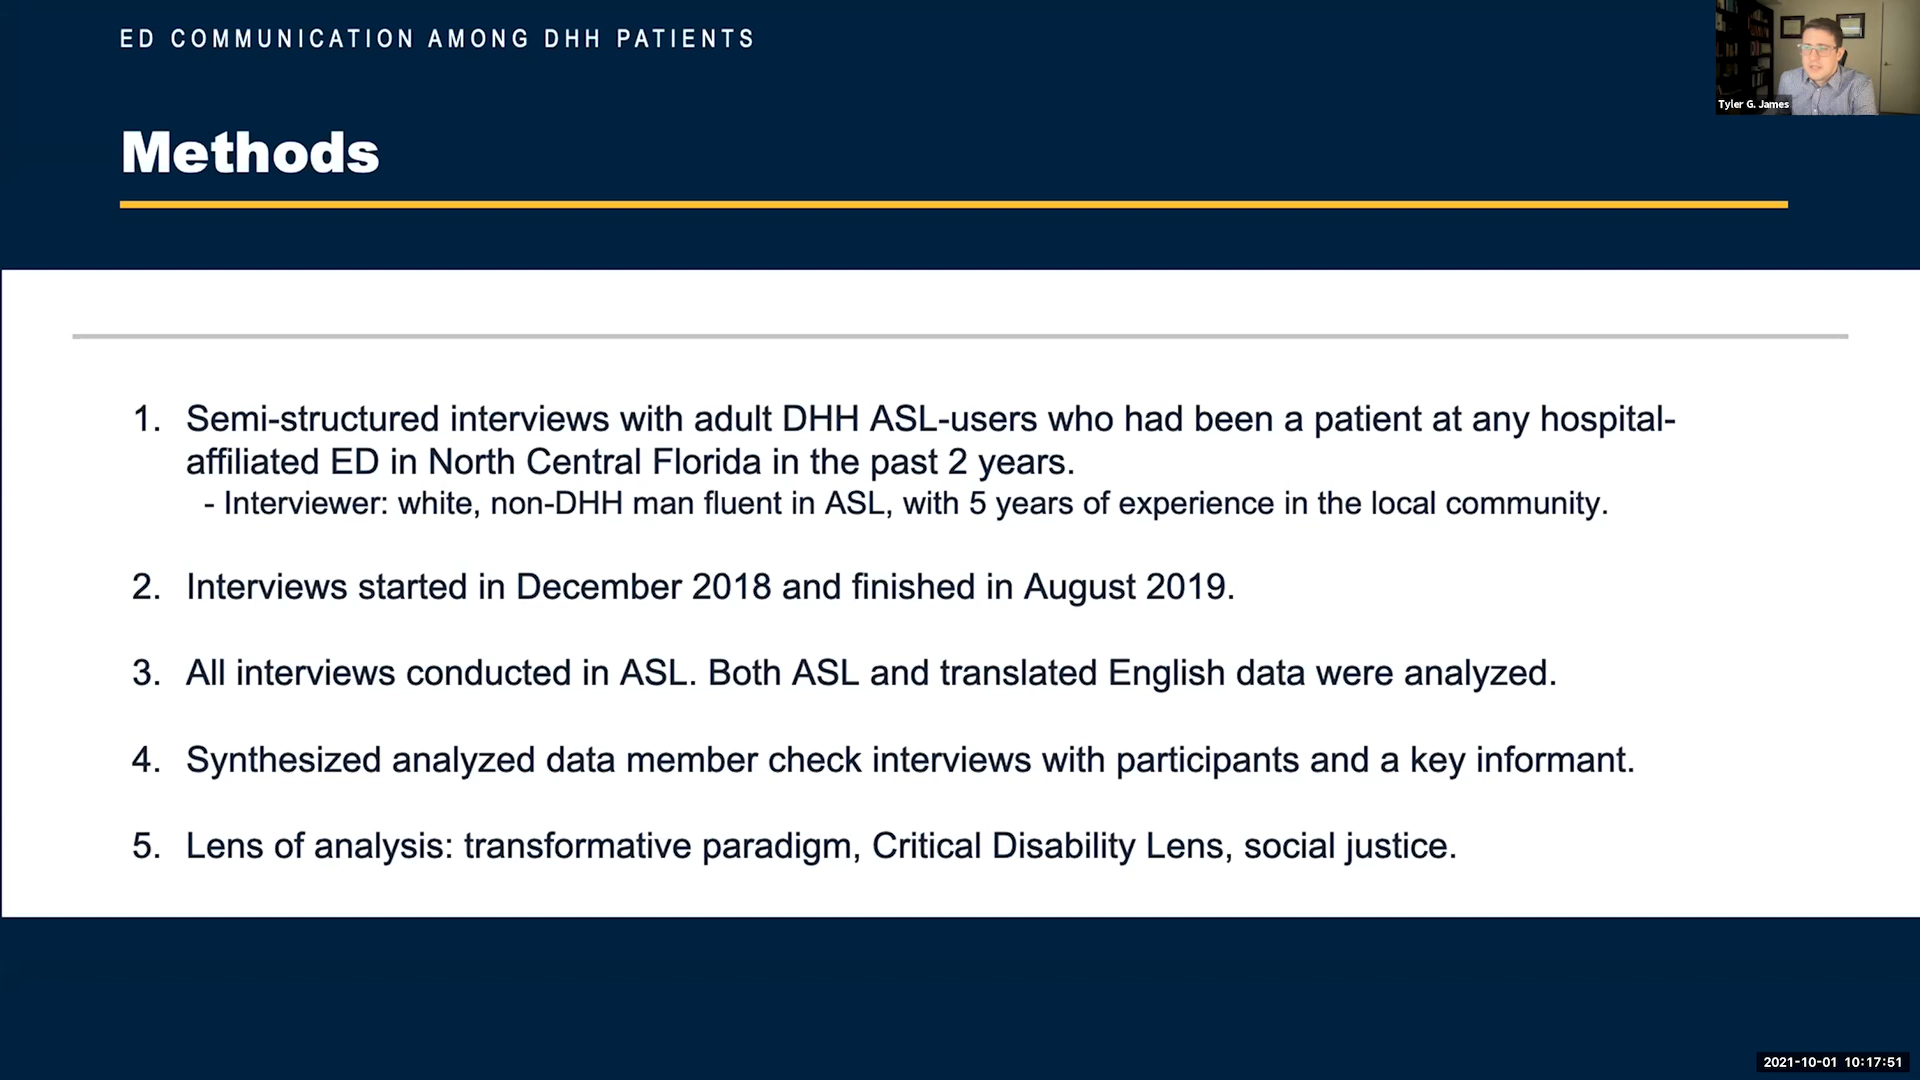 ED COMMUNICATION AMONG DHH PATIENTS
Tyler G. James
Methods
1. Semi-structured interviews with adult DHH ASL-users who had been a patient at any hospital-
affiliated ED in North Central Florida in the past 2 years.
- Interviewer: white, non-DHH man fluent in ASL, with 5 years of experience in the local community.
2. Interviews started in December 2018 and finished in August 2019.
3. All interviews conducted in ASL. Both ASL and translated English data were analyzed.
4. Synthesized analyzed data member check interviews with participants and a key informant.
5. Lens of analysis: transformative paradigm, Critical Disability Lens, social justice.
2021-10-01 10:17:51